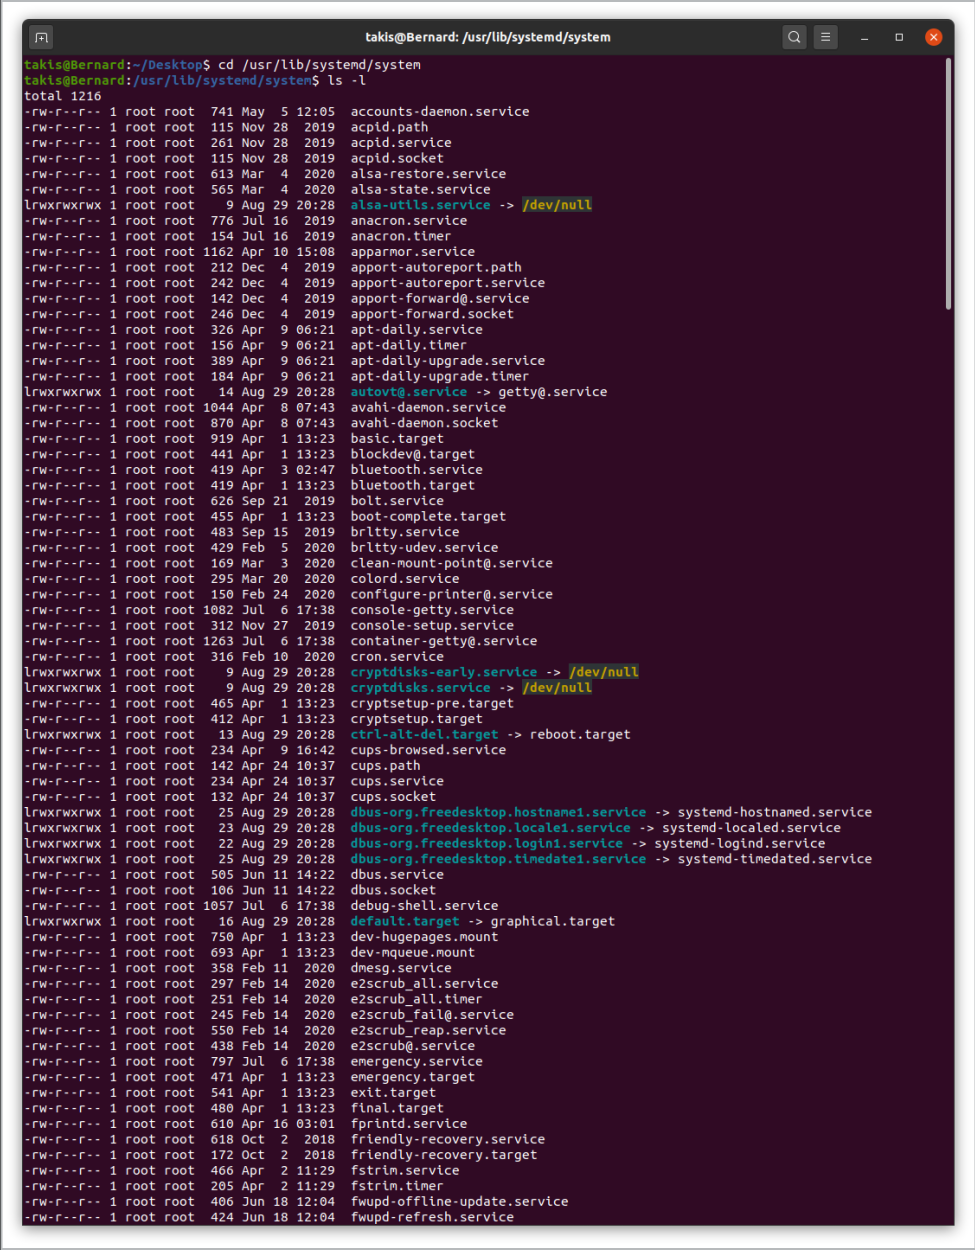 takis@Bernard: /usr/lib/systemd/system
takis@Bernard:~/Desktop$ cd /usr/lib/systemd/system
takis@Bernard:/usr/lib/systemd/system$ ls -l
total 1216
-rw-r--r-- 1 root root  741 May  5 12:05  accounts-daemon.service
-rw-r--r-- 1 root root  115 Nov 28  2019  acpid.path
-rw-r--r-- 1 root root  261 Nov 28  2019  acpid.service
-rw-r--r-- 1 root root  115 Nov 28  2019  acpid.socket
-rw-r--r-- 1 root root  613 Mar  4  2020  alsa-restore.service
-rw-r--r-- 1 root root  565 Mar  4  2020  alsa-state.service
lrwxrwxrwx 1 root root    9 Aug 29 20:28  alsa-utils.service -> /dev/null
-rw-r--r-- 1 root root  776 Jul 16  2019  anacron.service
-rw-r--r-- 1 root root  154 Jul 16  2019  anacron.timer
-rw-r--r-- 1 root root 1162 Apr 10 15:08  apparmor.service
-rw-r--r-- 1 root root  212 Dec  4  2019  apport-autoreport.path
-rw-r--r-- 1 root root  242 Dec  4  2019  apport-autoreport.service
-rw-r--r-- 1 root root  142 Dec  4  2019  apport-forward@.service
-rw-r--r-- 1 root root  246 Dec  4  2019  apport-forward.socket
-rw-r--r-- 1 root root  326 Apr  9 06:21  apt-daily.service
-rw-r--r-- 1 root root  156 Apr  9 06:21  apt-daily.timer
-rw-r--r-- 1 root root  389 Apr  9 06:21  apt-daily-upgrade.service
-rw-r--r-- 1 root root  184 Apr  9 06:21  apt-daily-upgrade.timer
lrwxrwxrwx 1 root root   14 Aug 29 20:28  autovt@.service -> getty@.service
-rw-r--r-- 1 root root 1044 Apr  8 07:43  avahi-daemon.service
-rw-r--r-- 1 root root  870 Apr  8 07:43  avahi-daemon.socket
-rw-r--r-- 1 root root  919 Apr  1 13:23  basic.target
-rw-r--r-- 1 root root  441 Apr  1 13:23  blockdev@.target
-rw-r--r-- 1 root root  419 Apr  3 02:47  bluetooth.service
-rw-r--r-- 1 root root  419 Apr  1 13:23  bluetooth.target
-rw-r--r-- 1 root root  626 Sep 21  2019  bolt.service
-rw-r--r-- 1 root root  455 Apr  1 13:23  boot-complete.target
-rw-r--r-- 1 root root  483 Sep 15  2019  brltty.service
-rw-r--r-- 1 root root  429 Feb  5  2020  brltty-udev.service
-rw-r--r-- 1 root root  169 Mar  3  2020  clean-mount-point@.service
-rw-r--r-- 1 root root  295 Mar 20  2020  colord.service
-rw-r--r-- 1 root root  150 Feb 24  2020  configure-printer@.service
-rw-r--r-- 1 root root 1082 Jul  6 17:38  console-getty.service
-rw-r--r-- 1 root root  312 Nov 27  2019  console-setup.service
-rw-r--r-- 1 root root 1263 Jul  6 17:38  container-getty@.service
-rw-r--r-- 1 root root  316 Feb 10  2020  cron.service
lrwxrwxrwx 1 root root    9 Aug 29 20:28  cryptdisks-early.service -> /dev/null
lrwxrwxrwx 1 root root    9 Aug 29 20:28  cryptdisks.service -> /dev/null
-rw-r--r-- 1 root root  465 Apr  1 13:23  cryptsetup-pre.target
-rw-r--r-- 1 root root  412 Apr  1 13:23  cryptsetup.target
lrwxrwxrwx 1 root root   13 Aug 29 20:28  ctrl-alt-del.target -> reboot.target
-rw-r--r-- 1 root root  234 Apr  9 16:42  cups-browsed.service
-rw-r--r-- 1 root root  142 Apr 24 10:37  cups.path
-rw-r--r-- 1 root root  234 Apr 24 10:37  cups.service
-rw-r--r-- 1 root root  132 Apr 24 10:37  cups.socket
lrwxrwxrwx 1 root root   25 Aug 29 20:28  dbus-org.freedesktop.hostname1.service -> systemd-hostnamed.service
lrwxrwxrwx 1 root root   23 Aug 29 20:28  dbus-org.freedesktop.locale1.service -> systemd-localed.service
lrwxrwxrwx 1 root root   22 Aug 29 20:28  dbus-org.freedesktop.login1.service -> systemd-logind.service
lrwxrwxrwx 1 root root   25 Aug 29 20:28  dbus-org.freedesktop.timedate1.service -> systemd-timedated.service
-rw-r--r-- 1 root root  505 Jun 11 14:22  dbus.service
-rw-r--r-- 1 root root  106 Jun 11 14:22  dbus.socket
-rw-r--r-- 1 root root 1057 Jul  6 17:38  debug-shell.service
lrwxrwxrwx 1 root root   16 Aug 29 20:28  default.target -> graphical.target
-rw-r--r-- 1 root root  750 Apr  1 13:23  dev-hugepages.mount
-rw-r--r-- 1 root root  693 Apr  1 13:23  dev-mqueue.mount
-rw-r--r-- 1 root root  358 Feb 11  2020  dmesg.service
-rw-r--r-- 1 root root  297 Feb 14  2020  e2scrub_all.service
-rw-r--r-- 1 root root  251 Feb 14  2020  e2scrub_all.timer
-rw-r--r-- 1 root root  245 Feb 14  2020  e2scrub_fail@.service
-rw-r--r-- 1 root root  550 Feb 14  2020  e2scrub_reap.service
-rw-r--r-- 1 root root  438 Feb 14  2020  e2scrub@.service
-rw-r--r-- 1 root root  797 Jul  6 17:38  emergency.service
-rw-r--r-- 1 root root  471 Apr  1 13:23  emergency.target
-rw-r--r-- 1 root root  541 Apr  1 13:23  exit.target
-rw-r--r-- 1 root root  480 Apr  1 13:23  final.target
-rw-r--r-- 1 root root  610 Apr 16 03:01  fprintd.service
-rw-r--r-- 1 root root  618 Oct  2  2018  friendly-recovery.service
-rw-r--r-- 1 root root  172 Oct  2  2018  friendly-recovery.target
-rw-r--r-- 1 root root  466 Apr  2 11:29  fstrim.service
-rw-r--r-- 1 root root  205 Apr  2 11:29  fstrim.timer
-rw-r--r-- 1 root root  406 Jun 18 12:04  fwupd-offline-update.service
-rw-r--r-- 1 root root  424 Jun 18 12:04  fwupd-refresh.service